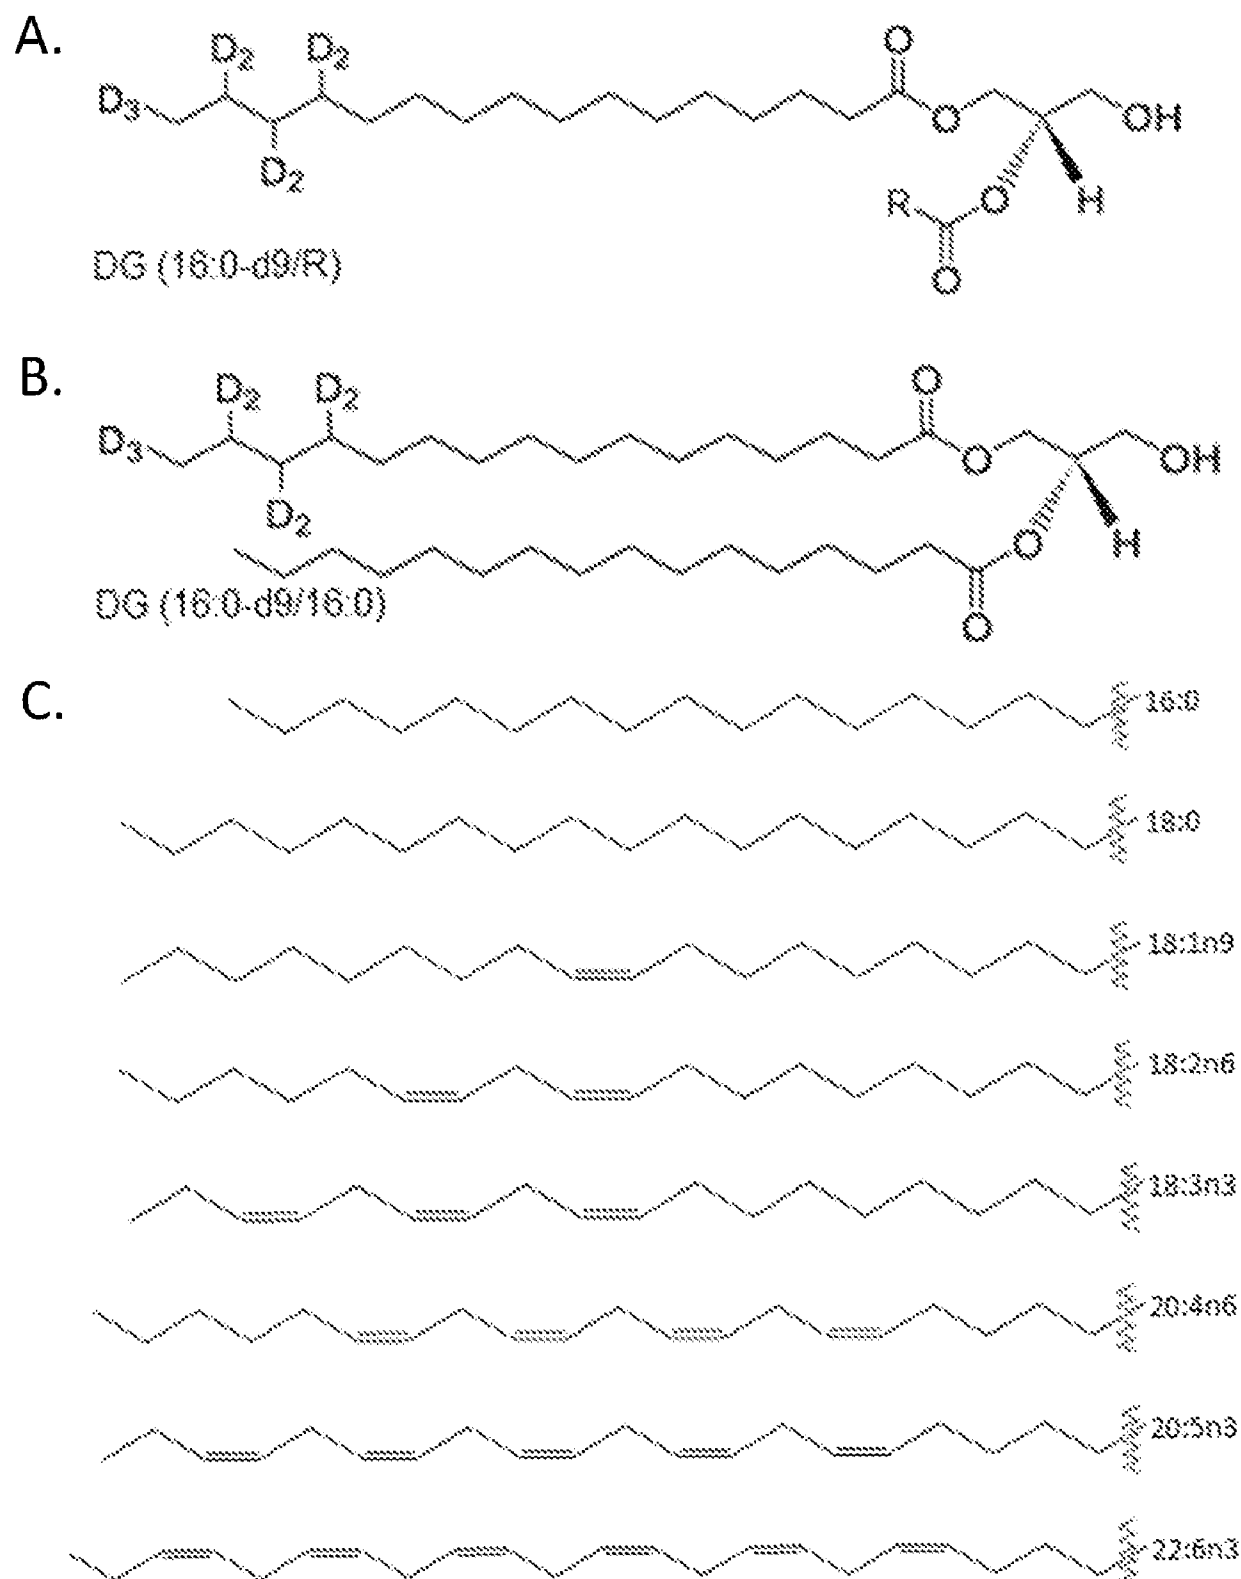 A.
D₂ D₂ O
D₃ O OH
D₂ R O H
DG (16:0-d9/R) O
B.
D₂ D₂ O
D₃ O OH
D₂ O H
DG (16:0-d9/16:0) O
C.
16:0
18:0
18:1n9
18:2n6
18:3n3
20:4n6
20:5n3
22:6n3